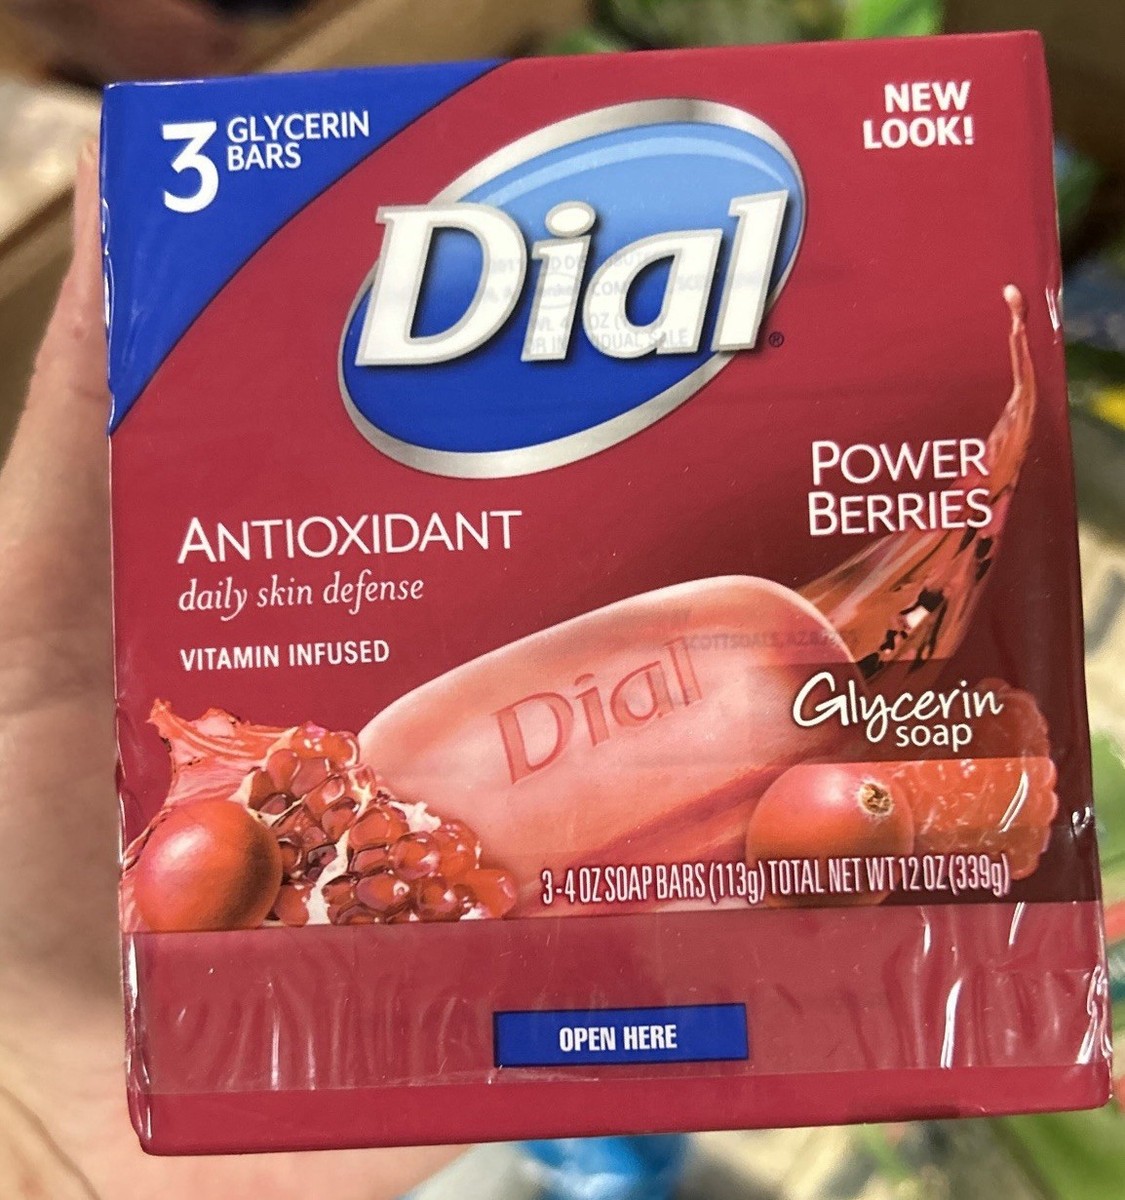 3 GLYCERIN
BARS
NEW
LOOK!
Dial®
POWER
BERRIES
ANTIOXIDANT
daily skin defense
VITAMIN INFUSED
Dial
Glycerin
soap
3-4 OZ SOAP BARS (113g) TOTAL NET WT 12 OZ (339g)
OPEN HERE